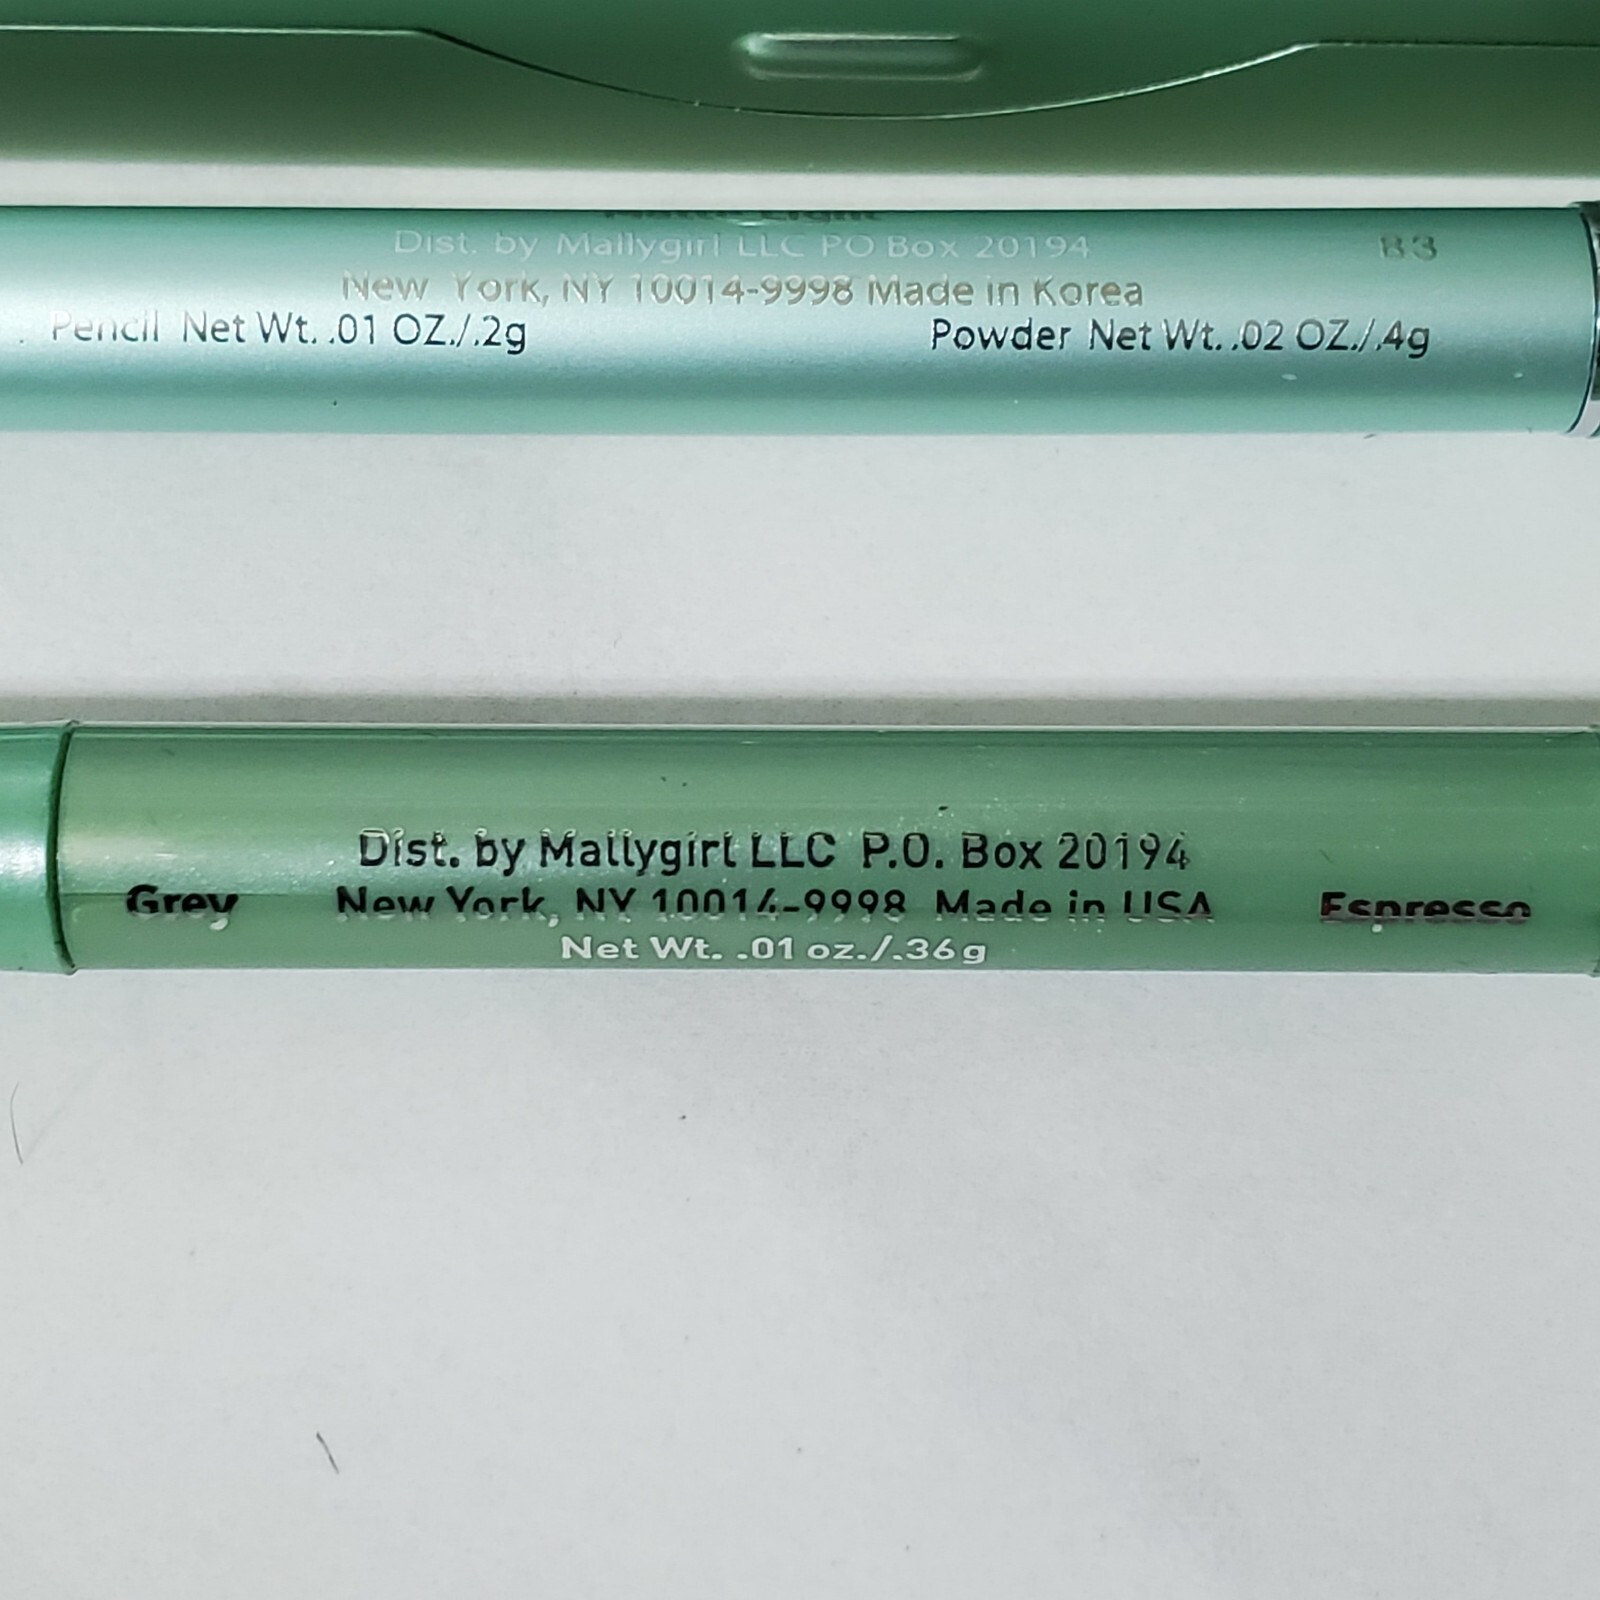 Dist. by Mallygirl LLC PO Box 20194 B3
New York, NY 10014-9998 Made in Korea
Pencil Net Wt. .01 OZ./.2g Powder Net Wt. .02 OZ./.4g
Dist. by Mallygirl LLC P.O. Box 20194
Grey New York, NY 10014-9998 Made in USA Espresso
Net Wt. .01 oz./.36g